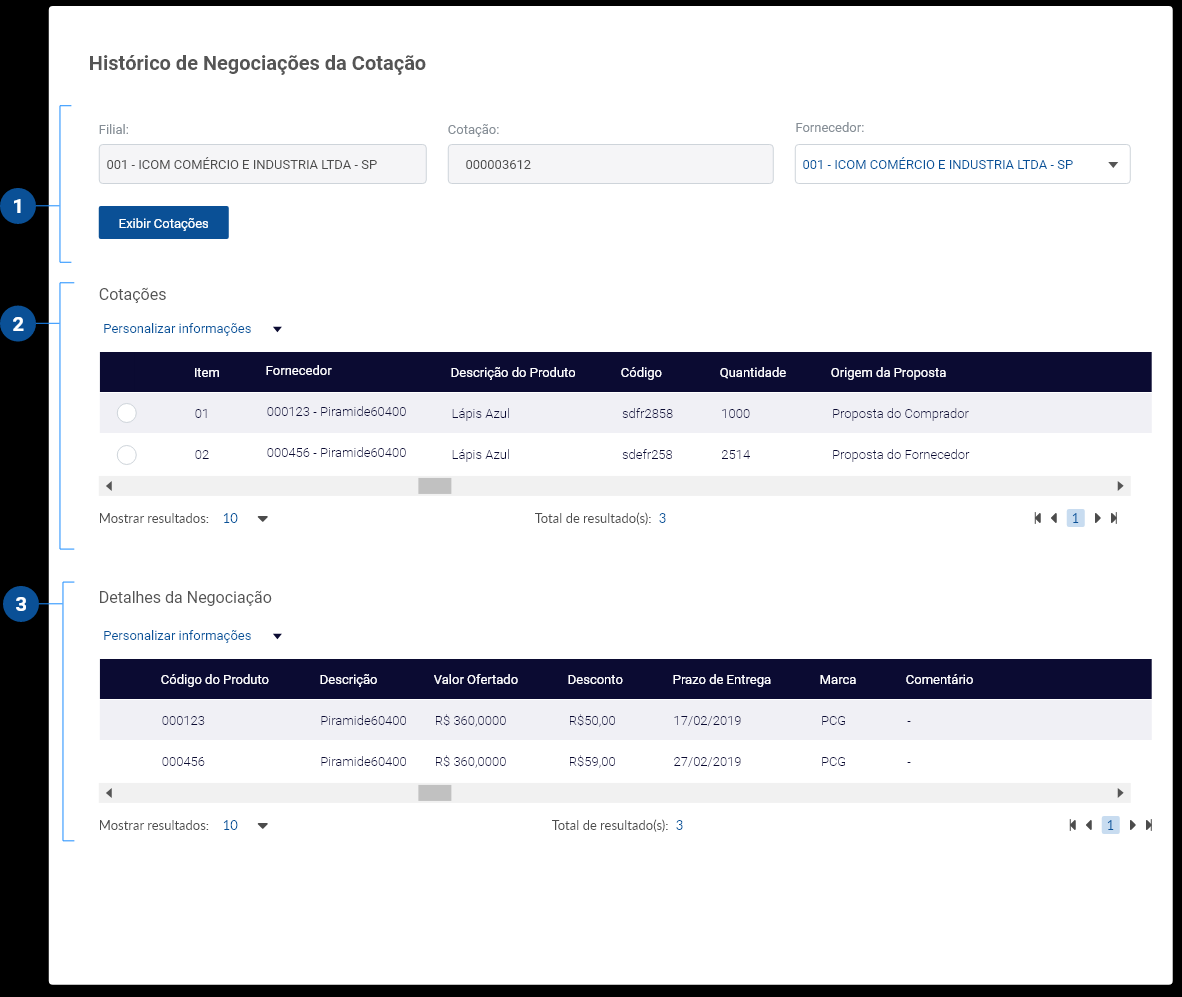 Histórico de Negociações da Cotação
Filial: Cotação: Fornecedor:
001 - ICOM COMÉRCIO E INDUSTRIA LTDA - SP 000003612 001 - ICOM COMÉRCIO E INDUSTRIA LTDA - SP
1
Exibir Cotações
Cotações
2 Personalizar informações
Item Fornecedor Descrição do Produto Código Quantidade Origem da Proposta
01 000123 - Piramide60400 Lápis Azul sdfr2858 1000 Proposta do Comprador
02 000456 - Piramide60400 Lápis Azul sdefr258 2514 Proposta do Fornecedor
Mostrar resultados: 10 Total de resultado(s): 3 1
3 Detalhes da Negociação
Personalizar informações
Código do Produto Descrição Valor Ofertado Desconto Prazo de Entrega Marca Comentário
000123 Piramide60400 R$ 360,0000 R$50,00 17/02/2019 PCG -
000456 Piramide60400 R$ 360,0000 R$59,00 27/02/2019 PCG -
Mostrar resultados: 10 Total de resultado(s): 3 1